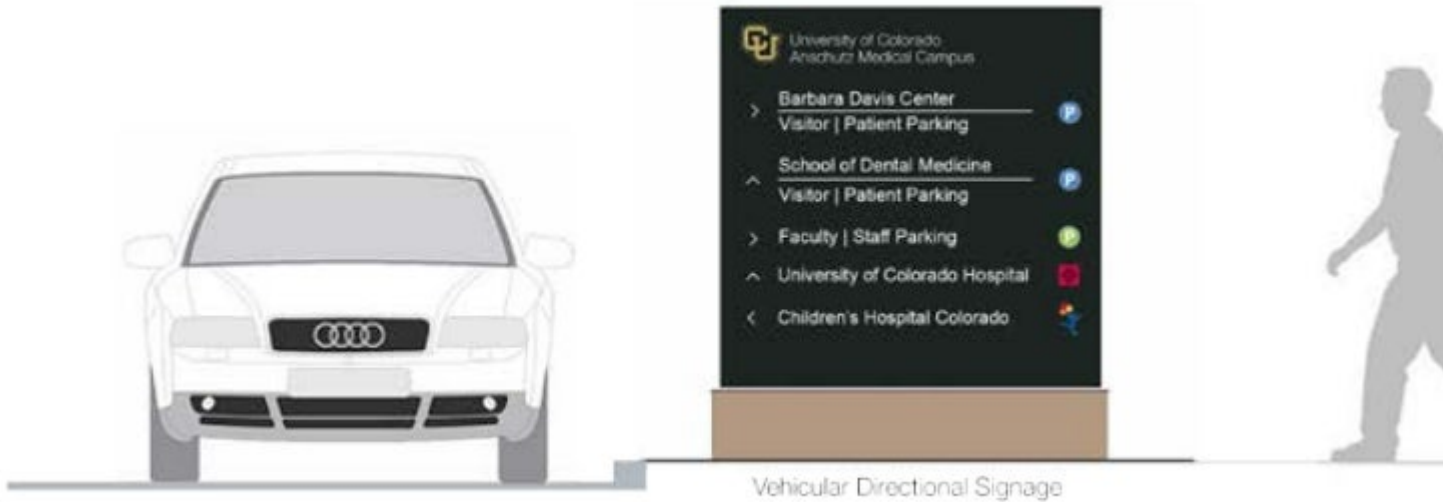 CU University of Colorado
Anschutz Medical Campus
> Barbara Davis Center
Visitor | Patient Parking P
^ School of Dental Medicine
Visitor | Patient Parking P
> Faculty | Staff Parking P
^ University of Colorado Hospital
< Children's Hospital Colorado
Vehicular Directional Signage